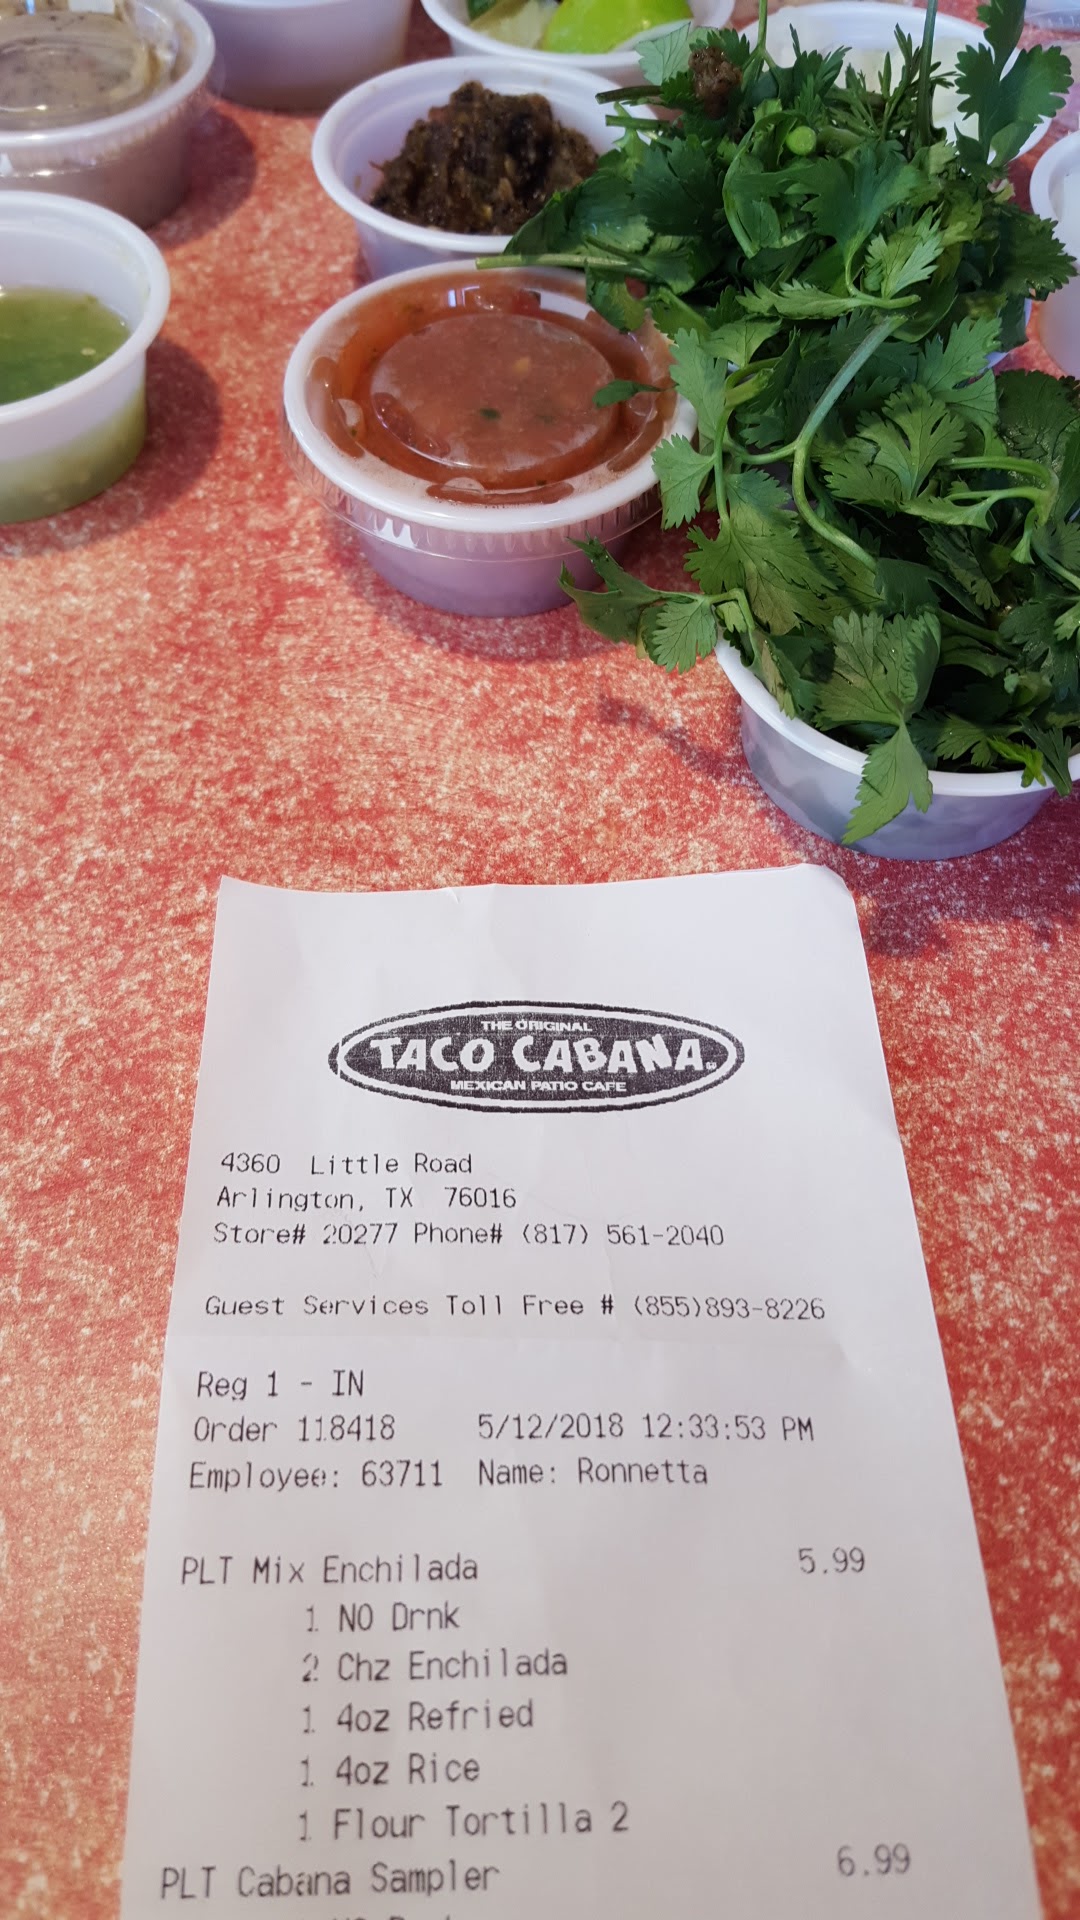 THE ORIGINAL
TACO CABANA
MEXICAN PATIO CAFE
4360 Little Road
Arlington, TX 76016
Store# 20277 Phone# (817) 561-2040
Guest Services Toll Free # (855)893-8226
Reg 1 - IN
Order 118418 5/12/2018 12:33:53 PM
Employee: 63711 Name: Ronnetta
PLT Mix Enchilada 5.99
1 NO Drnk
2 Chz Enchilada
1 4oz Refried
1 4oz Rice
1 Flour Tortilla 2
PLT Cabana Sampler 6.99